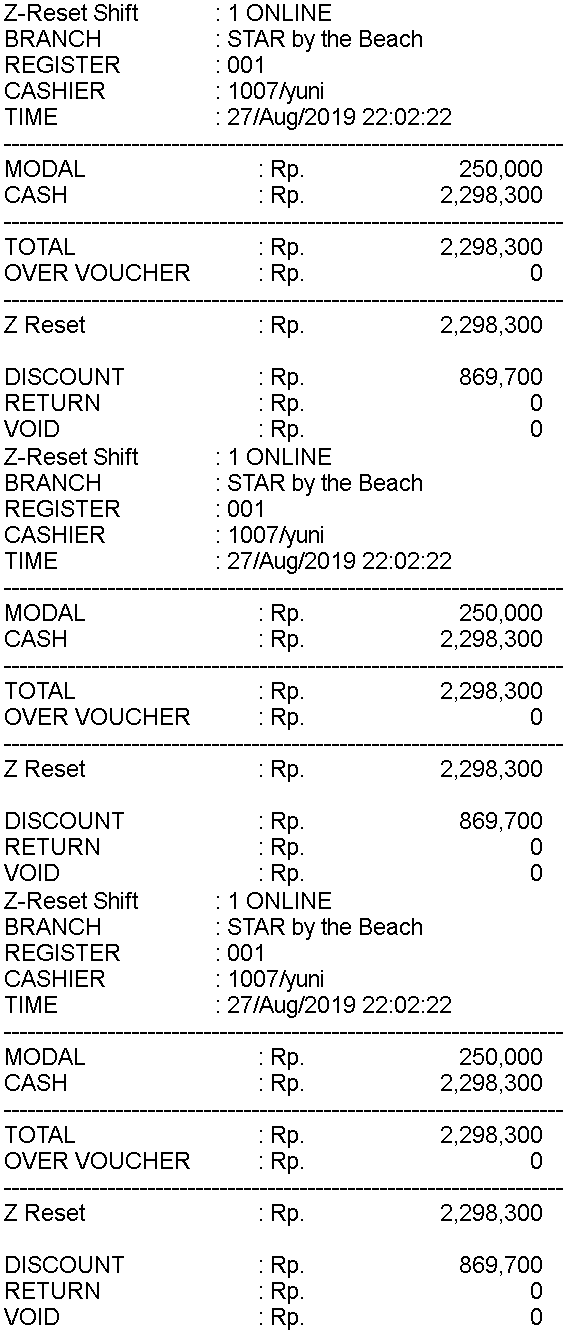 Z-Reset Shift : 1 ONLINE
BRANCH : STAR by the Beach
REGISTER : 001
CASHIER : 1007/yuni
TIME : 27/Aug/2019 22:02:22
----------------------------------------------------------------------
MODAL : Rp. 250,000
CASH : Rp. 2,298,300
----------------------------------------------------------------------
TOTAL : Rp. 2,298,300
OVER VOUCHER : Rp. 0
----------------------------------------------------------------------
Z Reset : Rp. 2,298,300
DISCOUNT : Rp. 869,700
RETURN : Rp. 0
VOID : Rp. 0
Z-Reset Shift : 1 ONLINE
BRANCH : STAR by the Beach
REGISTER : 001
CASHIER : 1007/yuni
TIME : 27/Aug/2019 22:02:22
----------------------------------------------------------------------
MODAL : Rp. 250,000
CASH : Rp. 2,298,300
----------------------------------------------------------------------
TOTAL : Rp. 2,298,300
OVER VOUCHER : Rp. 0
----------------------------------------------------------------------
Z Reset : Rp. 2,298,300
DISCOUNT : Rp. 869,700
RETURN : Rp. 0
VOID : Rp. 0
Z-Reset Shift : 1 ONLINE
BRANCH : STAR by the Beach
REGISTER : 001
CASHIER : 1007/yuni
TIME : 27/Aug/2019 22:02:22
----------------------------------------------------------------------
MODAL : Rp. 250,000
CASH : Rp. 2,298,300
----------------------------------------------------------------------
TOTAL : Rp. 2,298,300
OVER VOUCHER : Rp. 0
----------------------------------------------------------------------
Z Reset : Rp. 2,298,300
DISCOUNT : Rp. 869,700
RETURN : Rp. 0
VOID : Rp. 0